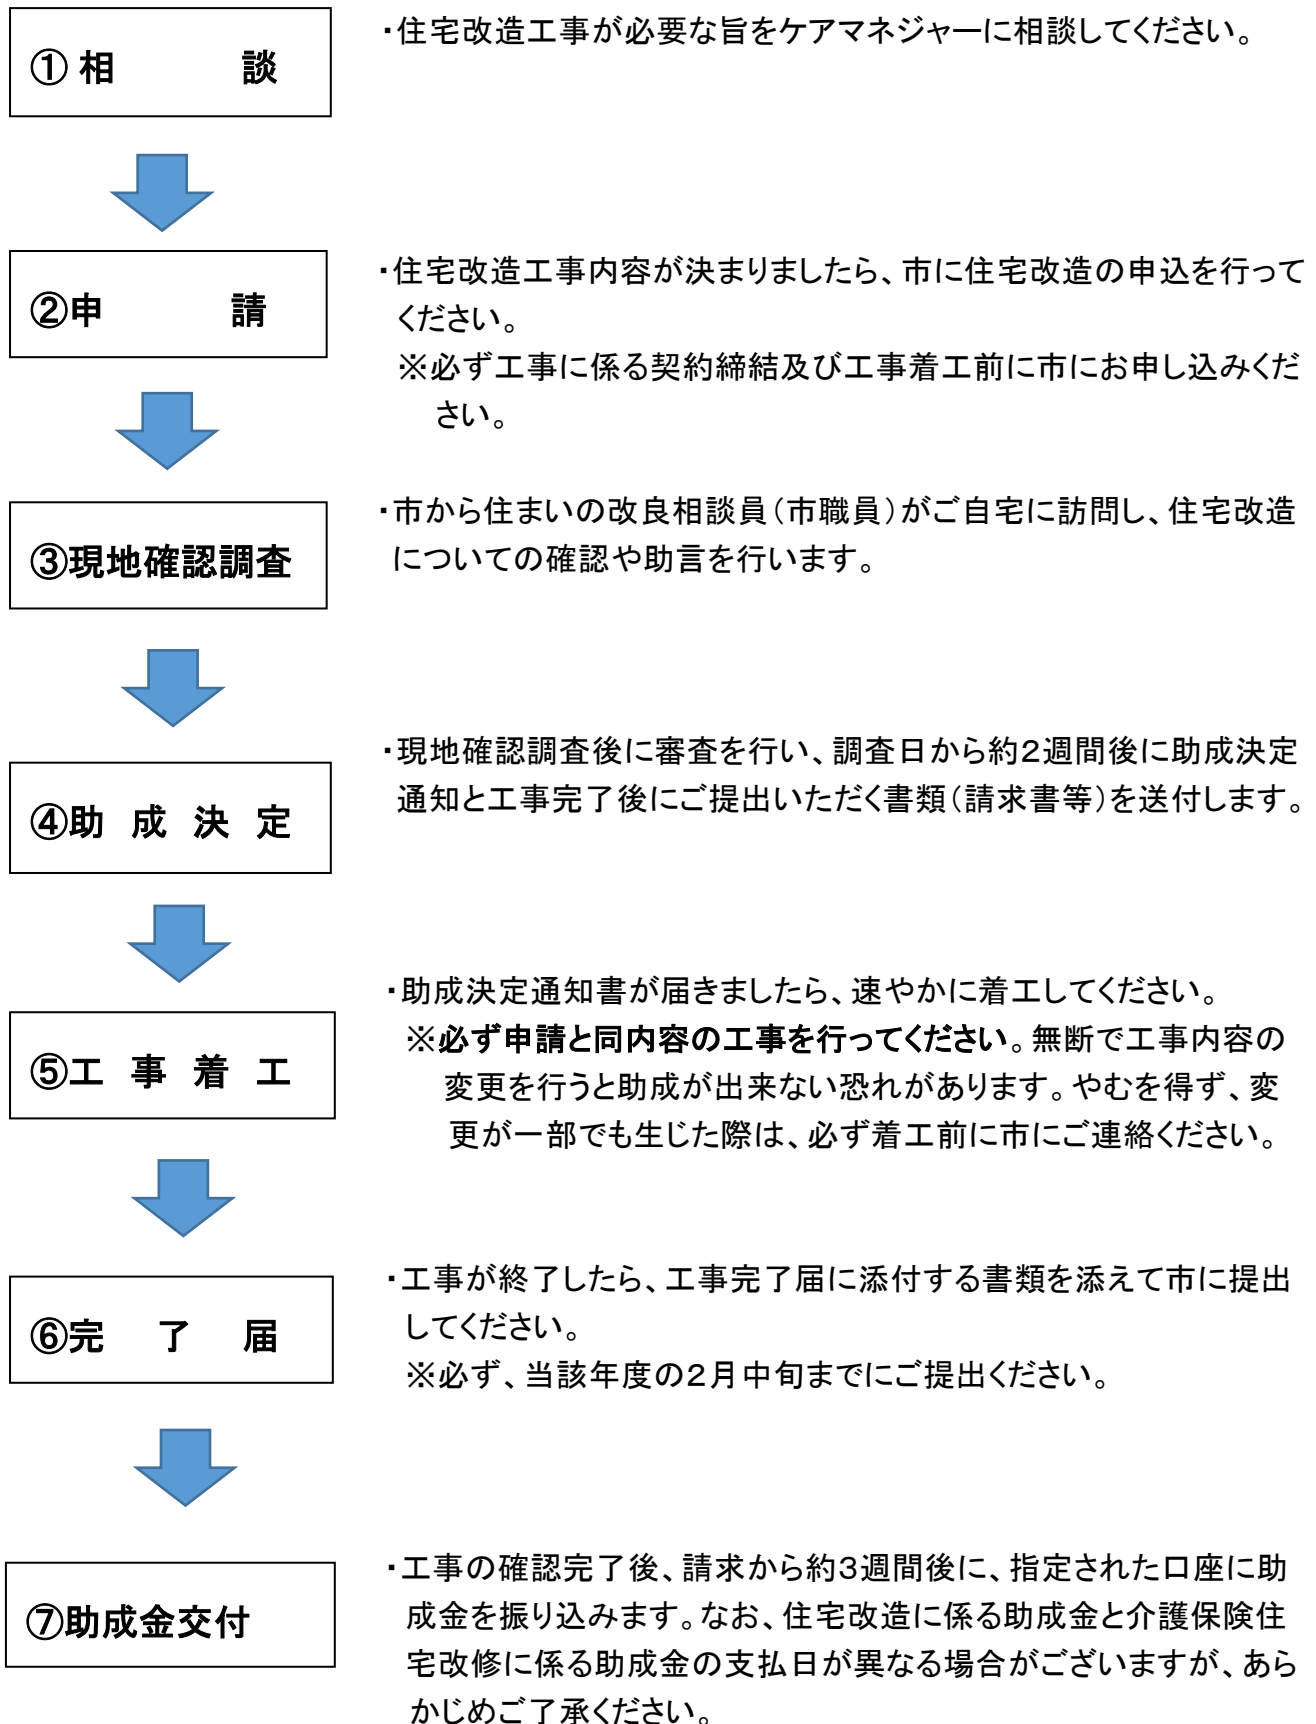 ①相　　　談
・住宅改造工事が必要な旨をケアマネジャーに相談してください。
②申　　　請
・住宅改造工事内容が決まりましたら、市に住宅改造の申込を行って
ください。
※必ず工事に係る契約締結及び工事着工前に市にお申し込みくだ
さい。
③現地確認調査
・市から住まいの改良相談員（市職員）がご自宅に訪問し、住宅改造
についての確認や助言を行います。
④助　成　決　定
・現地確認調査後に審査を行い、調査日から約２週間後に助成決定
通知と工事完了後にご提出いただく書類（請求書等）を送付します。
⑤工　事　着　工
・助成決定通知書が届きましたら、速やかに着工してください。
※必ず申請と同内容の工事を行ってください。無断で工事内容の
変更を行うと助成が出来ない恐れがあります。やむを得ず、変
更が一部でも生じた際は、必ず着工前に市にご連絡ください。
⑥完　了　届
・工事が終了したら、工事完了届に添付する書類を添えて市に提出
してください。
※必ず、当該年度の２月中旬までにご提出ください。
⑦助成金交付
・工事の確認完了後、請求から約３週間後に、指定された口座に助
成金を振り込みます。なお、住宅改造に係る助成金と介護保険住
宅改修に係る助成金の支払日が異なる場合がございますが、あら
かじめご了承ください。